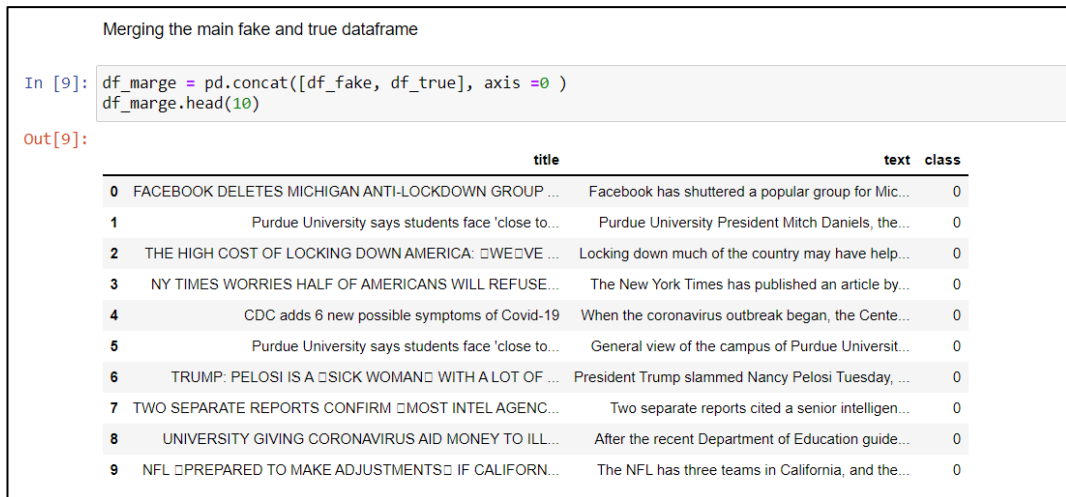 Merging the main fake and true dataframe
In [9]: df_marge = pd.concat([df_fake, df_true], axis =0 )
df_marge.head(10)
Out[9]:
title text class
0 FACEBOOK DELETES MICHIGAN ANTI-LOCKDOWN GROUP ... Facebook has shuttered a popular group for Mic... 0
1 Purdue University says students face 'close to... Purdue University President Mitch Daniels, the... 0
2 THE HIGH COST OF LOCKING DOWN AMERICA: □WE□VE ... Locking down much of the country may have help... 0
3 NY TIMES WORRIES HALF OF AMERICANS WILL REFUSE... The New York Times has published an article by... 0
4 CDC adds 6 new possible symptoms of Covid-19 When the coronavirus outbreak began, the Cente... 0
5 Purdue University says students face 'close to... General view of the campus of Purdue Universit... 0
6 TRUMP: PELOSI IS A □SICK WOMAN□ WITH A LOT OF ... President Trump slammed Nancy Pelosi Tuesday, ... 0
7 TWO SEPARATE REPORTS CONFIRM □MOST INTEL AGENC... Two separate reports cited a senior intelligen... 0
8 UNIVERSITY GIVING CORONAVIRUS AID MONEY TO ILL... After the recent Department of Education guide... 0
9 NFL □PREPARED TO MAKE ADJUSTMENTS□ IF CALIFORN... The NFL has three teams in California, and the... 0